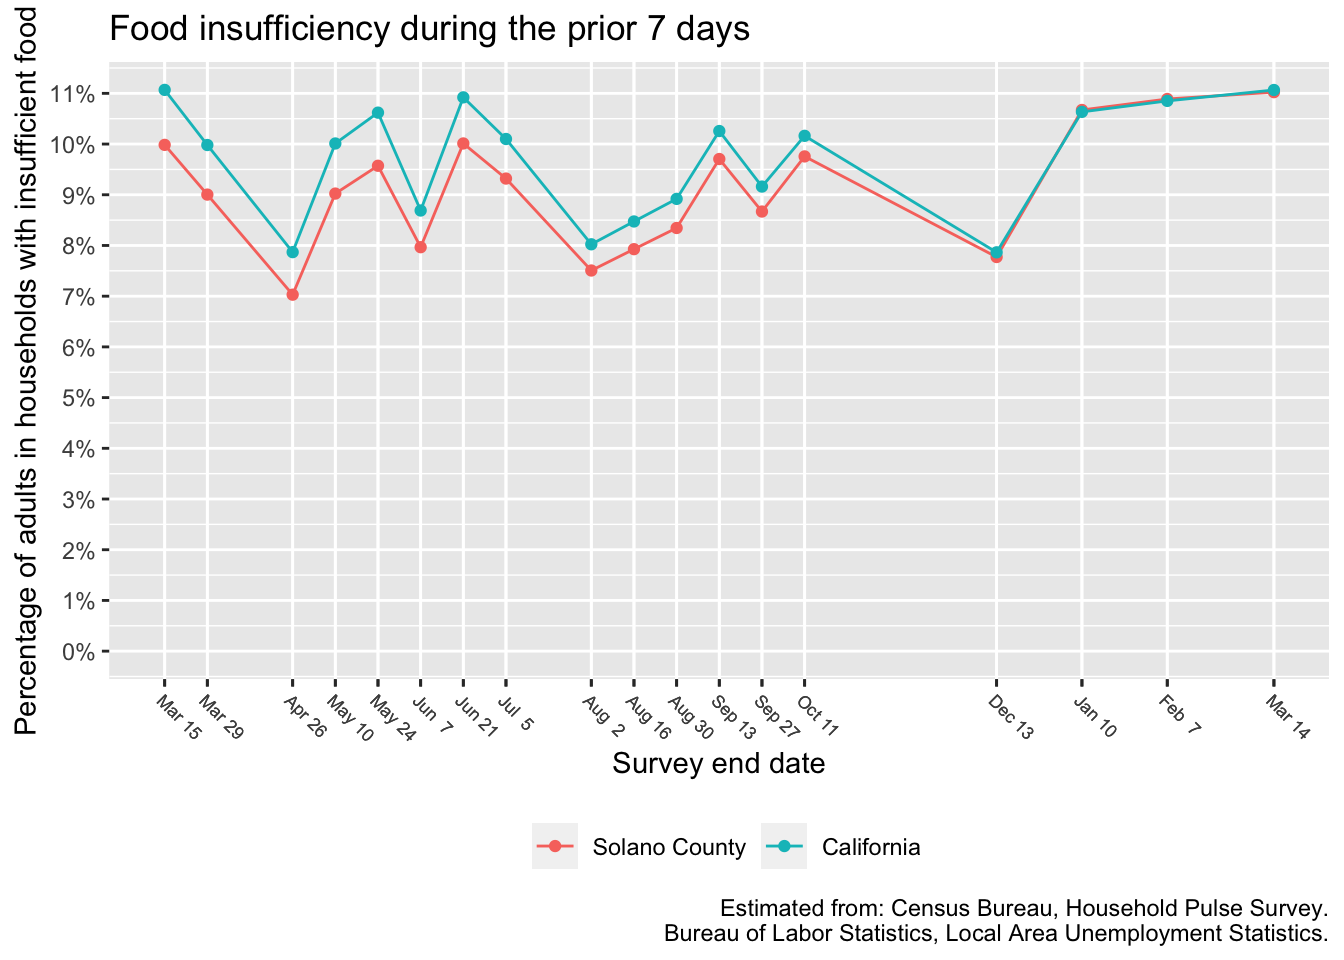 Food insufficiency during the prior 7 days
Percentage of adults in households with insufficient food
11%
10%
9%
8%
7%
6%
5%
4%
3%
2%
1%
0%
Mar 15 Mar 29 Apr 26 May 10 May 24 Jun 7 Jun 21 Jul 5 Aug 2 Aug 16 Aug 30 Sep 13 Sep 27 Oct 11 Dec 13 Jan 10 Feb 7 Mar 14
Survey end date
Solano County California
Estimated from: Census Bureau, Household Pulse Survey.
Bureau of Labor Statistics, Local Area Unemployment Statistics.